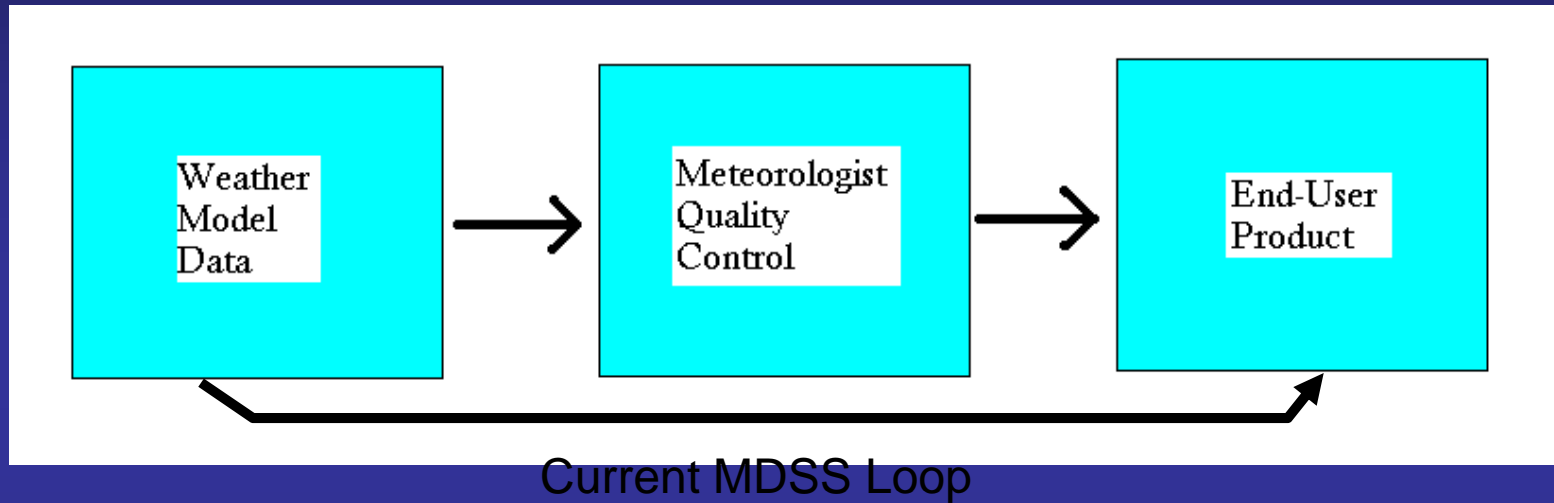 Weather
Model
Data
Meteorologist
Quality
Control
End-User
Product
Current MDSS Loop